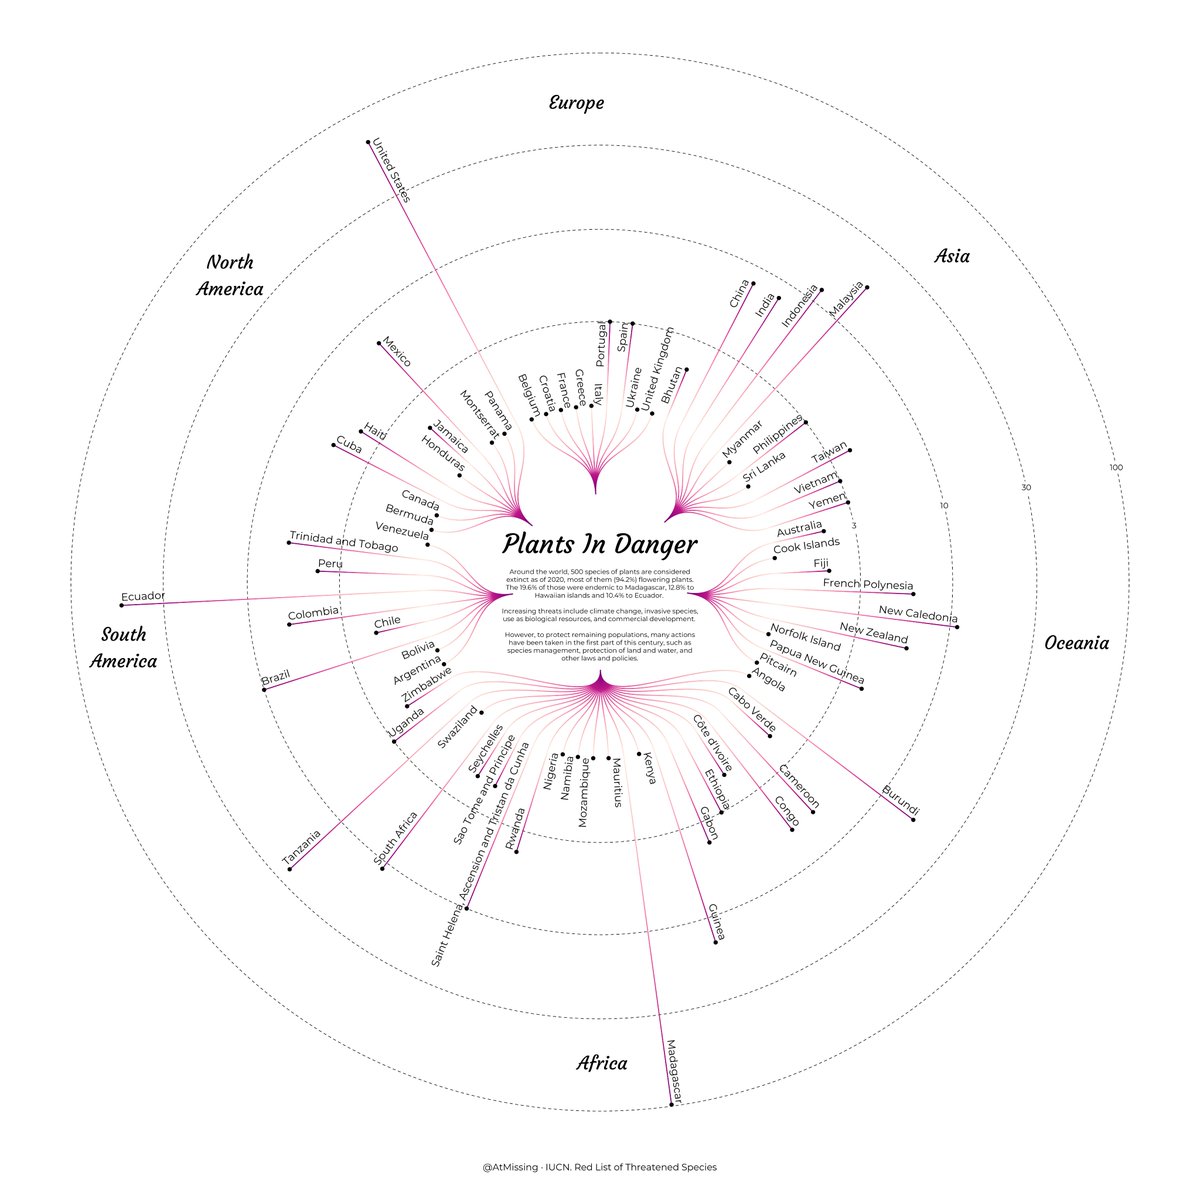 Europe
Asia
North
America
United States
Mexico
Panama
Montserrat
Jamaica
Honduras
Haiti
Cuba
Canada
Bermuda
Belgium
Croatia
France
Greece
Italy
Portugal
Spain
Ukraine
United Kingdom
Bhutan
China
India
Indonesia
Malaysia
Myanmar
Philippines
Sri Lanka
Taiwan
Vietnam
Yemen
3
10
30
100
Venezuela
Trinidad and Tobago
Peru
Ecuador
Colombia
Chile
Brazil
Bolivia
Argentina
South
America
Plants In Danger
Around the world, 500 species of plants are considered
extinct as of 2020, most of them (94.2%) flowering plants.
The 19.6% of those were endemic to Madagascar, 12.8% to
Hawaiian islands and 10.4% to Ecuador.
Increasing threats include climate change, invasive species,
use as biological resources, and commercial development.
However, to protect remaining populations, many actions
have been taken in the first part of this century, such as
species management, protection of land and water, and
other laws and policies.
Australia
Cook Islands
Fiji
French Polynesia
New Caledonia
New Zealand
Norfolk Island
Papua New Guinea
Pitcairn
Oceania
Zimbabwe
Uganda
Swaziland
Tanzania
Seychelles
South Africa
Sao Tome and Principe
Saint Helena, Ascension and Tristan da Cunha
Rwanda
Nigeria
Namibia
Mozambique
Mauritius
Madagascar
Kenya
Guinea
Gabon
Ethiopia
Côte d'Ivoire
Congo
Cameroon
Cabo Verde
Burundi
Angola
Africa
@AtMissing · IUCN. Red List of Threatened Species